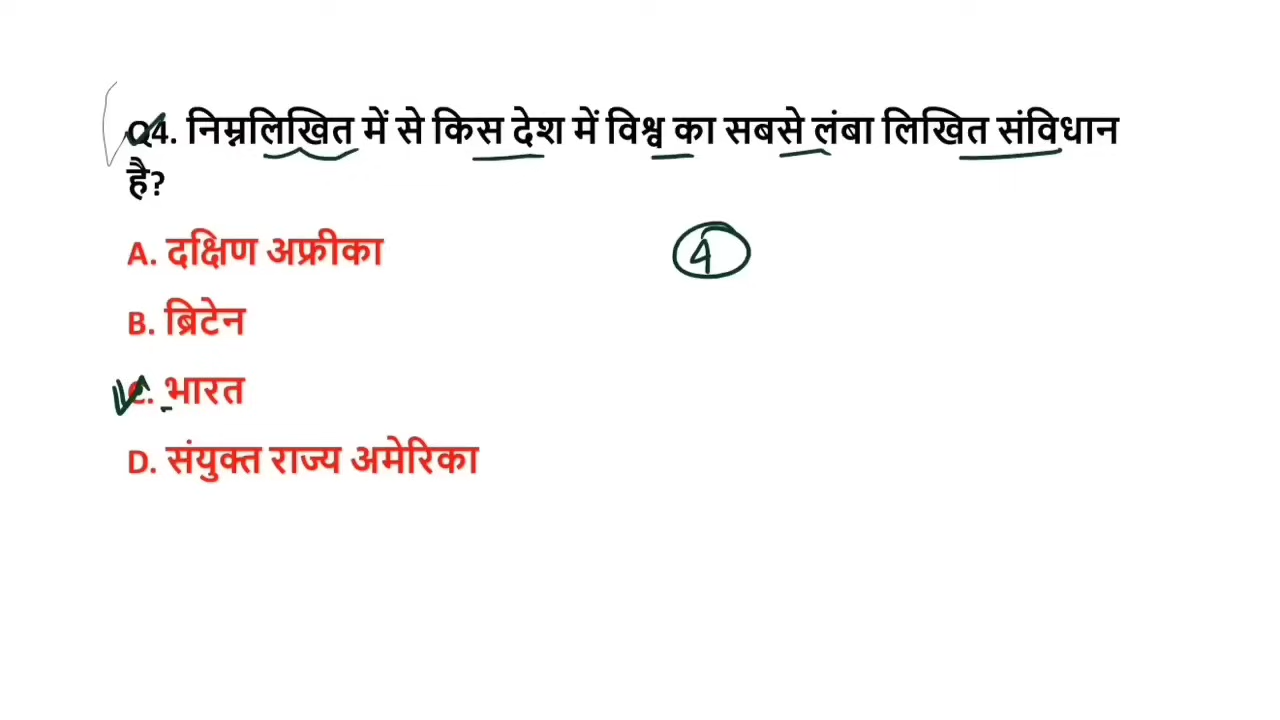 Q4. निम्नलिखित में से किस देश में विश्व का सबसे लंबा लिखित संविधान
है?
A. दक्षिण अफ्रीका
4
B. ब्रिटेन
C. भारत
D. संयुक्त राज्य अमेरिका